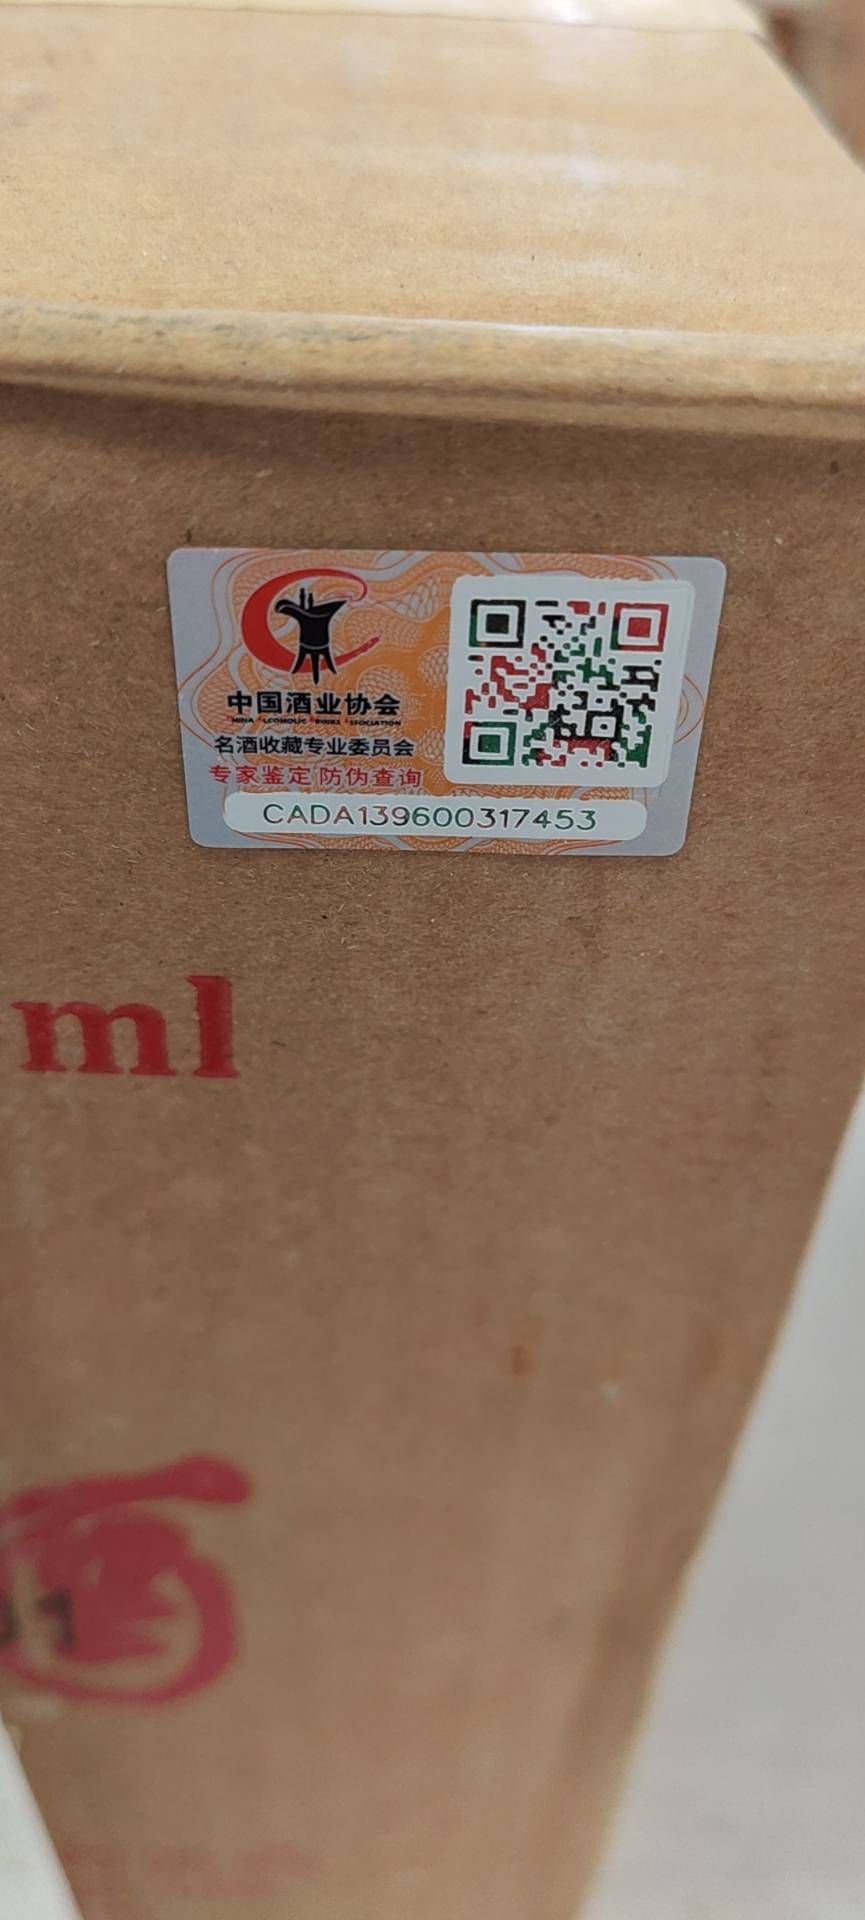 中国酒业协会
名酒收藏专业委员会
专家鉴定 防伪查询
CADA139600317453
ml
酒